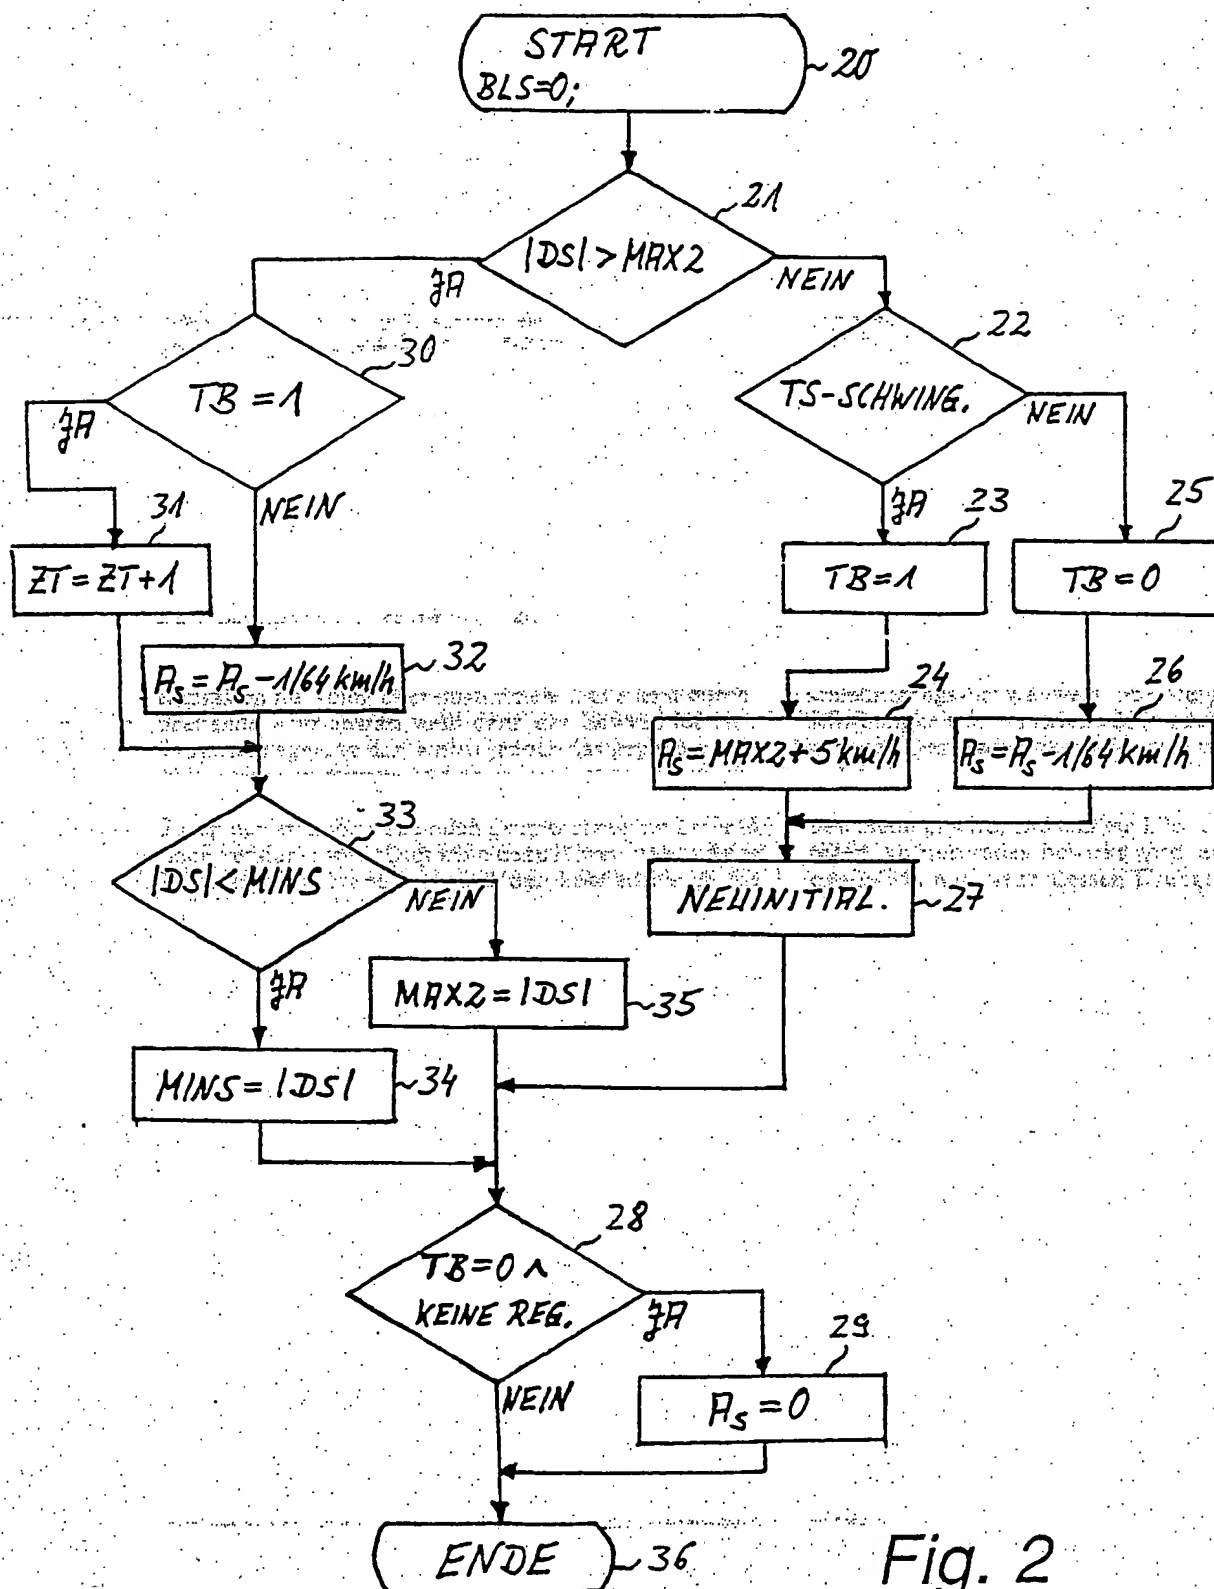 START
BLS=0;
20
21
|DS| > MAX2
JA
NEIN
22
30
TB = 1
TS-SCHWING.
JA
NEIN
NEIN
JA
31
23
25
ZT = ZT+1
TB = 1
TB = 0
As = As - 1/64 km/h
32
24
26
As = MAX2 + 5 km/h
As = As - 1/64 km/h
33
|DS| < MINS
NEIN
NEUINITIAL.
27
JA
MAX2 = |DS|
35
MINS = |DS|
34
28
TB = 0 ∧
KEINE REG.
JA
29
NEIN
As = 0
ENDE
36
Fig. 2